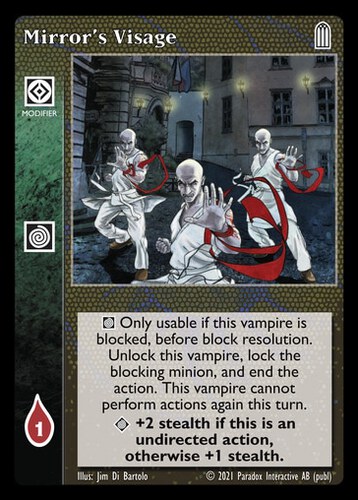 Mirror's Visage
MODIFIER
Only usable if this vampire is
blocked, before block resolution.
Unlock this vampire, lock the
blocking minion, and end the
action. This vampire cannot
perform actions again this turn.
+2 stealth if this is an
undirected action,
otherwise +1 stealth.
1
Illus: Jim Di Bartolo © 2021 Paradox Interactive AB (publ)